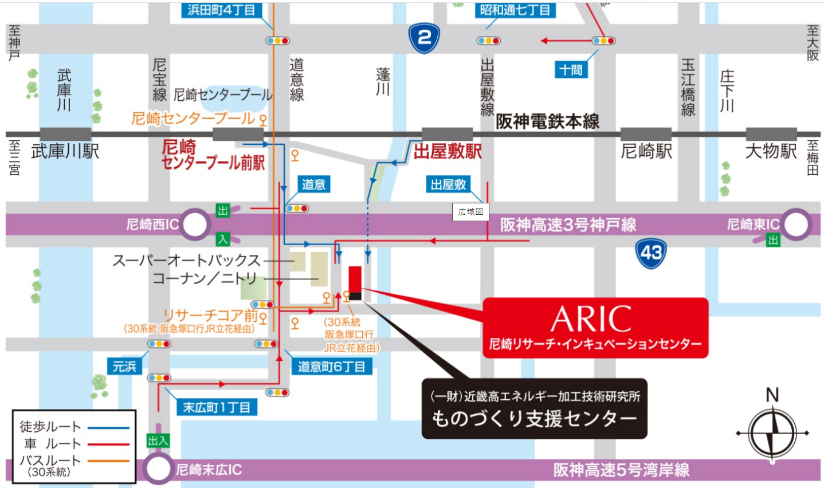 浜田町4丁目
昭和通七丁目
2
至神戸
至大阪
十間
武庫川
尼宝線
尼崎センタープール
道意線
蓬川
出屋敷線
玉江橋線
庄下川
尼崎センタープール
阪神電鉄本線
至三宮
武庫川駅
尼崎
センタープール前駅
出屋敷駅
尼崎駅
大物駅
至梅田
道意
出屋敷
出
広域図
尼崎西IC
阪神高速3号神戸線
尼崎東IC
入
出
43
スーパーオートバックス
コーナン/ニトリ
リサーチコア前
(30系統 阪急塚口行JR立花経由)
(30系統
阪急塚口行
JR立花経由)
ARIC
尼崎リサーチ・インキュベーションセンター
元浜
道意町6丁目
末広町1丁目
(一財)近畿高エネルギー加工技術研究所
ものづくり支援センター
N
徒歩ルート
車 ルート
バスルート
(30系統)
出入
尼崎末広IC
阪神高速5号湾岸線